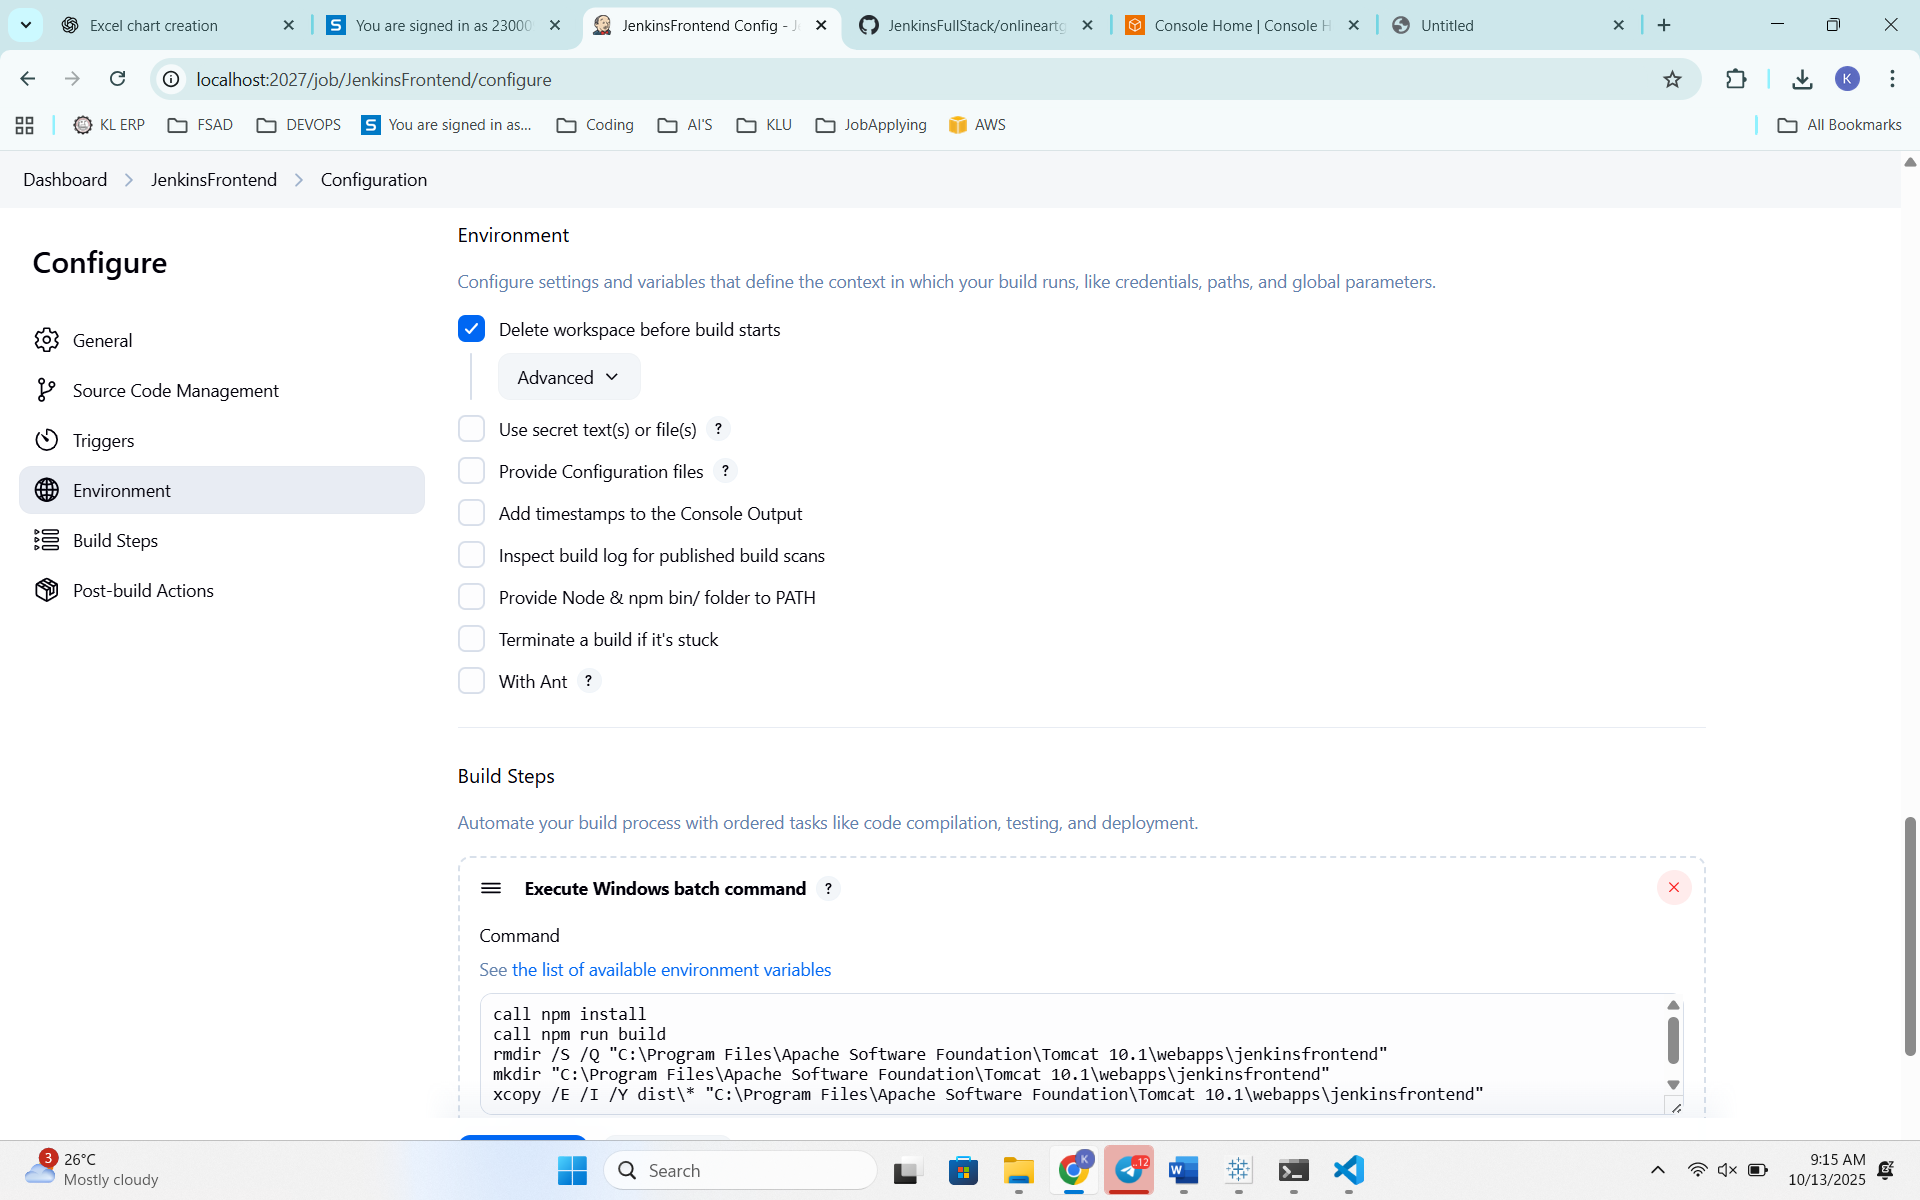 Excel chart creation
You are signed in as 23000
JenkinsFrontend Config - Je
JenkinsFullStack/onlineartg
Console Home | Console H
Untitled
localhost:2027/job/JenkinsFrontend/configure
K
KL ERP
FSAD
DEVOPS
You are signed in as...
Coding
AI'S
KLU
JobApplying
AWS
All Bookmarks
Dashboard
JenkinsFrontend
Configuration
Configure
General
Source Code Management
Triggers
Environment
Build Steps
Post-build Actions
Environment
Configure settings and variables that define the context in which your build runs, like credentials, paths, and global parameters.
Delete workspace before build starts
Advanced
Use secret text(s) or file(s) ?
Provide Configuration files ?
Add timestamps to the Console Output
Inspect build log for published build scans
Provide Node & npm bin/ folder to PATH
Terminate a build if it's stuck
With Ant ?
Build Steps
Automate your build process with ordered tasks like code compilation, testing, and deployment.
Execute Windows batch command ?
Command
See the list of available environment variables
call npm install
call npm run build
rmdir /S /Q "C:\Program Files\Apache Software Foundation\Tomcat 10.1\webapps\jenkinsfrontend"
mkdir "C:\Program Files\Apache Software Foundation\Tomcat 10.1\webapps\jenkinsfrontend"
xcopy /E /I /Y dist\* "C:\Program Files\Apache Software Foundation\Tomcat 10.1\webapps\jenkinsfrontend"
3
26°C
Mostly cloudy
Search
K
12
9:15 AM
10/13/2025